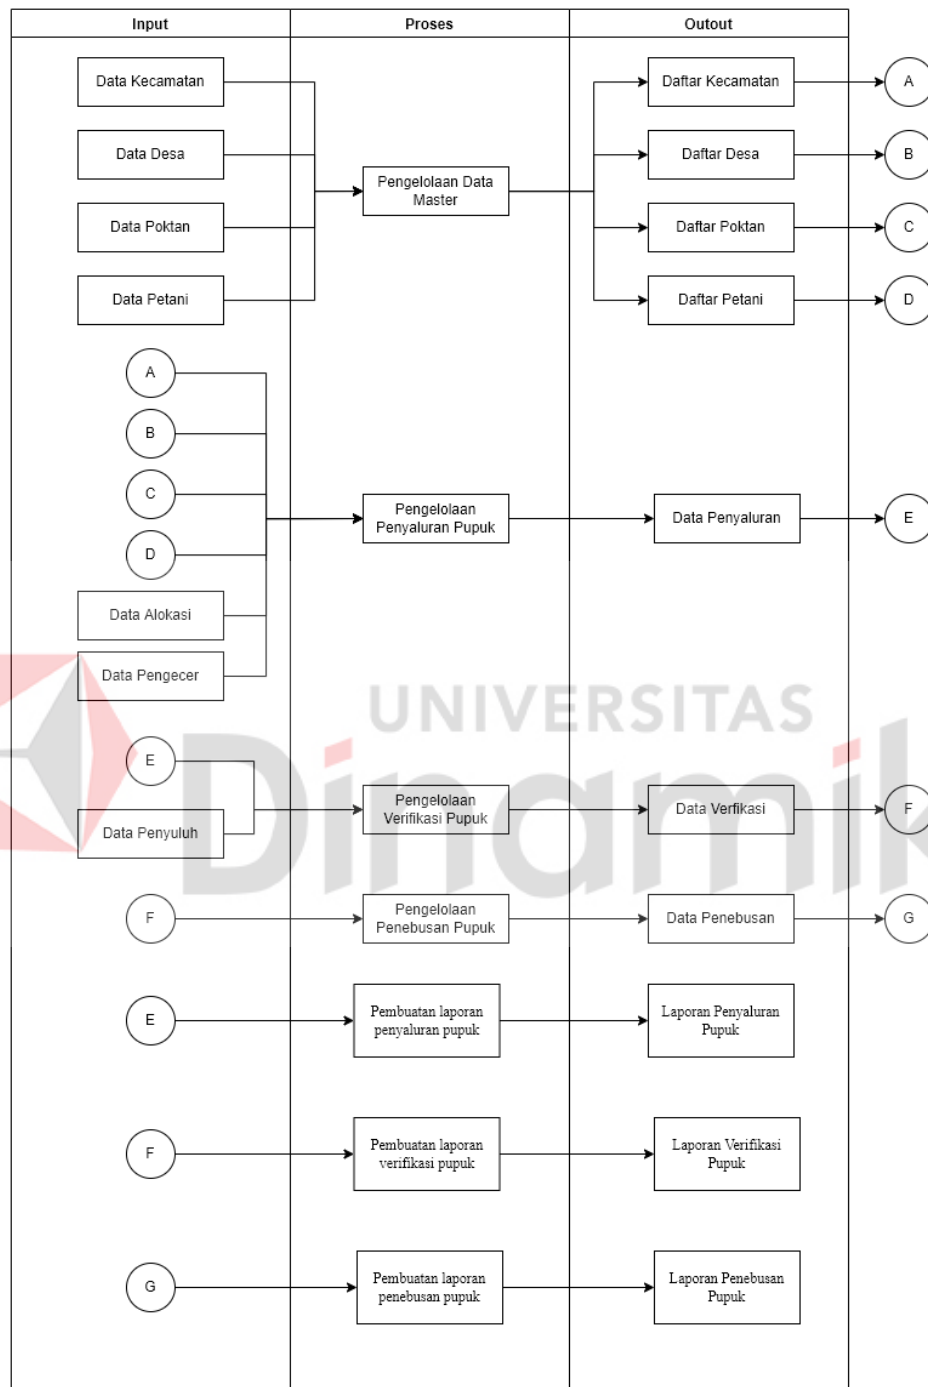 Input
Proses
Outout
Data Kecamatan
Daftar Kecamatan
A
Data Desa
Daftar Desa
B
Pengelolaan Data
Master
Data Poktan
Daftar Poktan
C
Data Petani
Daftar Petani
D
A
B
C
D
Data Alokasi
Data Pengecer
Pengelolaan
Penyaluran Pupuk
Data Penyaluran
E
UNIVERSITAS
Dinamik
E
Data Penyuluh
Pengelolaan
Verifikasi Pupuk
Data Verfikasi
F
F
Pengelolaan
Penebusan Pupuk
Data Penebusan
G
E
Pembuatan laporan
penyaluran pupuk
Laporan Penyaluran
Pupuk
F
Pembuatan laporan
verifikasi pupuk
Laporan Verifikasi
Pupuk
G
Pembuatan laporan
penebusan pupuk
Laporan Penebusan
Pupuk